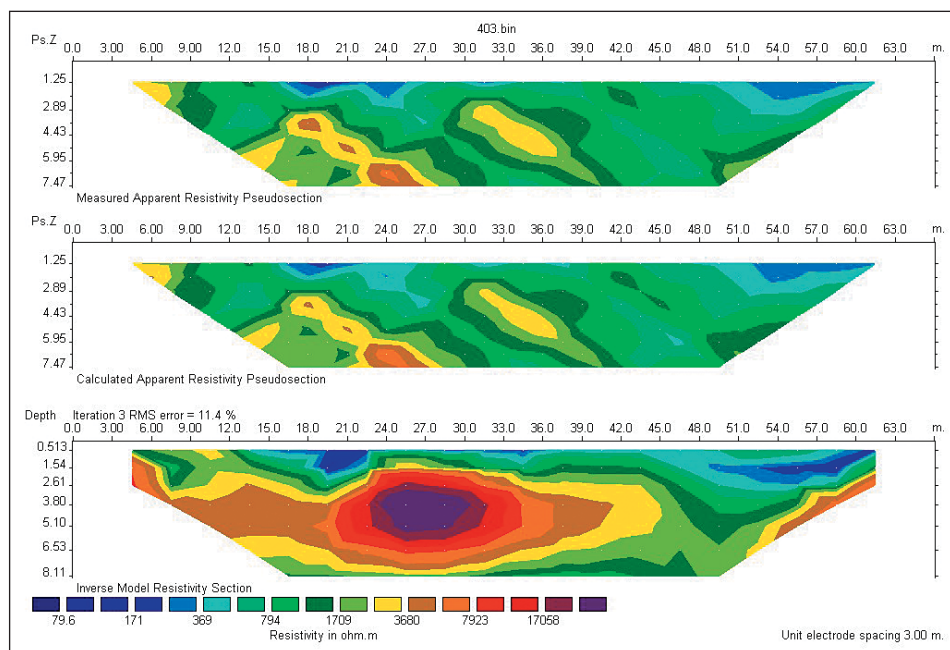 403.bin
Ps.Z
0.0 3.00 6.00 9.00 12.0 15.0 18.0 21.0 24.0 27.0 30.0 33.0 36.0 39.0 42.0 45.0 48.0 51.0 54.0 57.0 60.0 63.0 m.
1.25
2.89
4.43
5.95
7.47
Measured Apparent Resistivity Pseudosection
Ps.Z
0.0 3.00 6.00 9.00 12.0 15.0 18.0 21.0 24.0 27.0 30.0 33.0 36.0 39.0 42.0 45.0 48.0 51.0 54.0 57.0 60.0 63.0 m.
1.25
2.89
4.43
5.95
7.47
Calculated Apparent Resistivity Pseudosection
Depth Iteration 3 RMS error = 11.4 %
0.0 3.00 6.00 9.00 12.0 15.0 18.0 21.0 24.0 27.0 30.0 33.0 36.0 39.0 42.0 45.0 48.0 51.0 54.0 57.0 60.0 63.0 m.
0.513
1.54
2.61
3.80
5.10
6.53
8.11
Inverse Model Resistivity Section
79.6 171 369 794 1709 3680 7923 17058
Resistivity in ohm.m Unit electrode spacing 3.00 m.